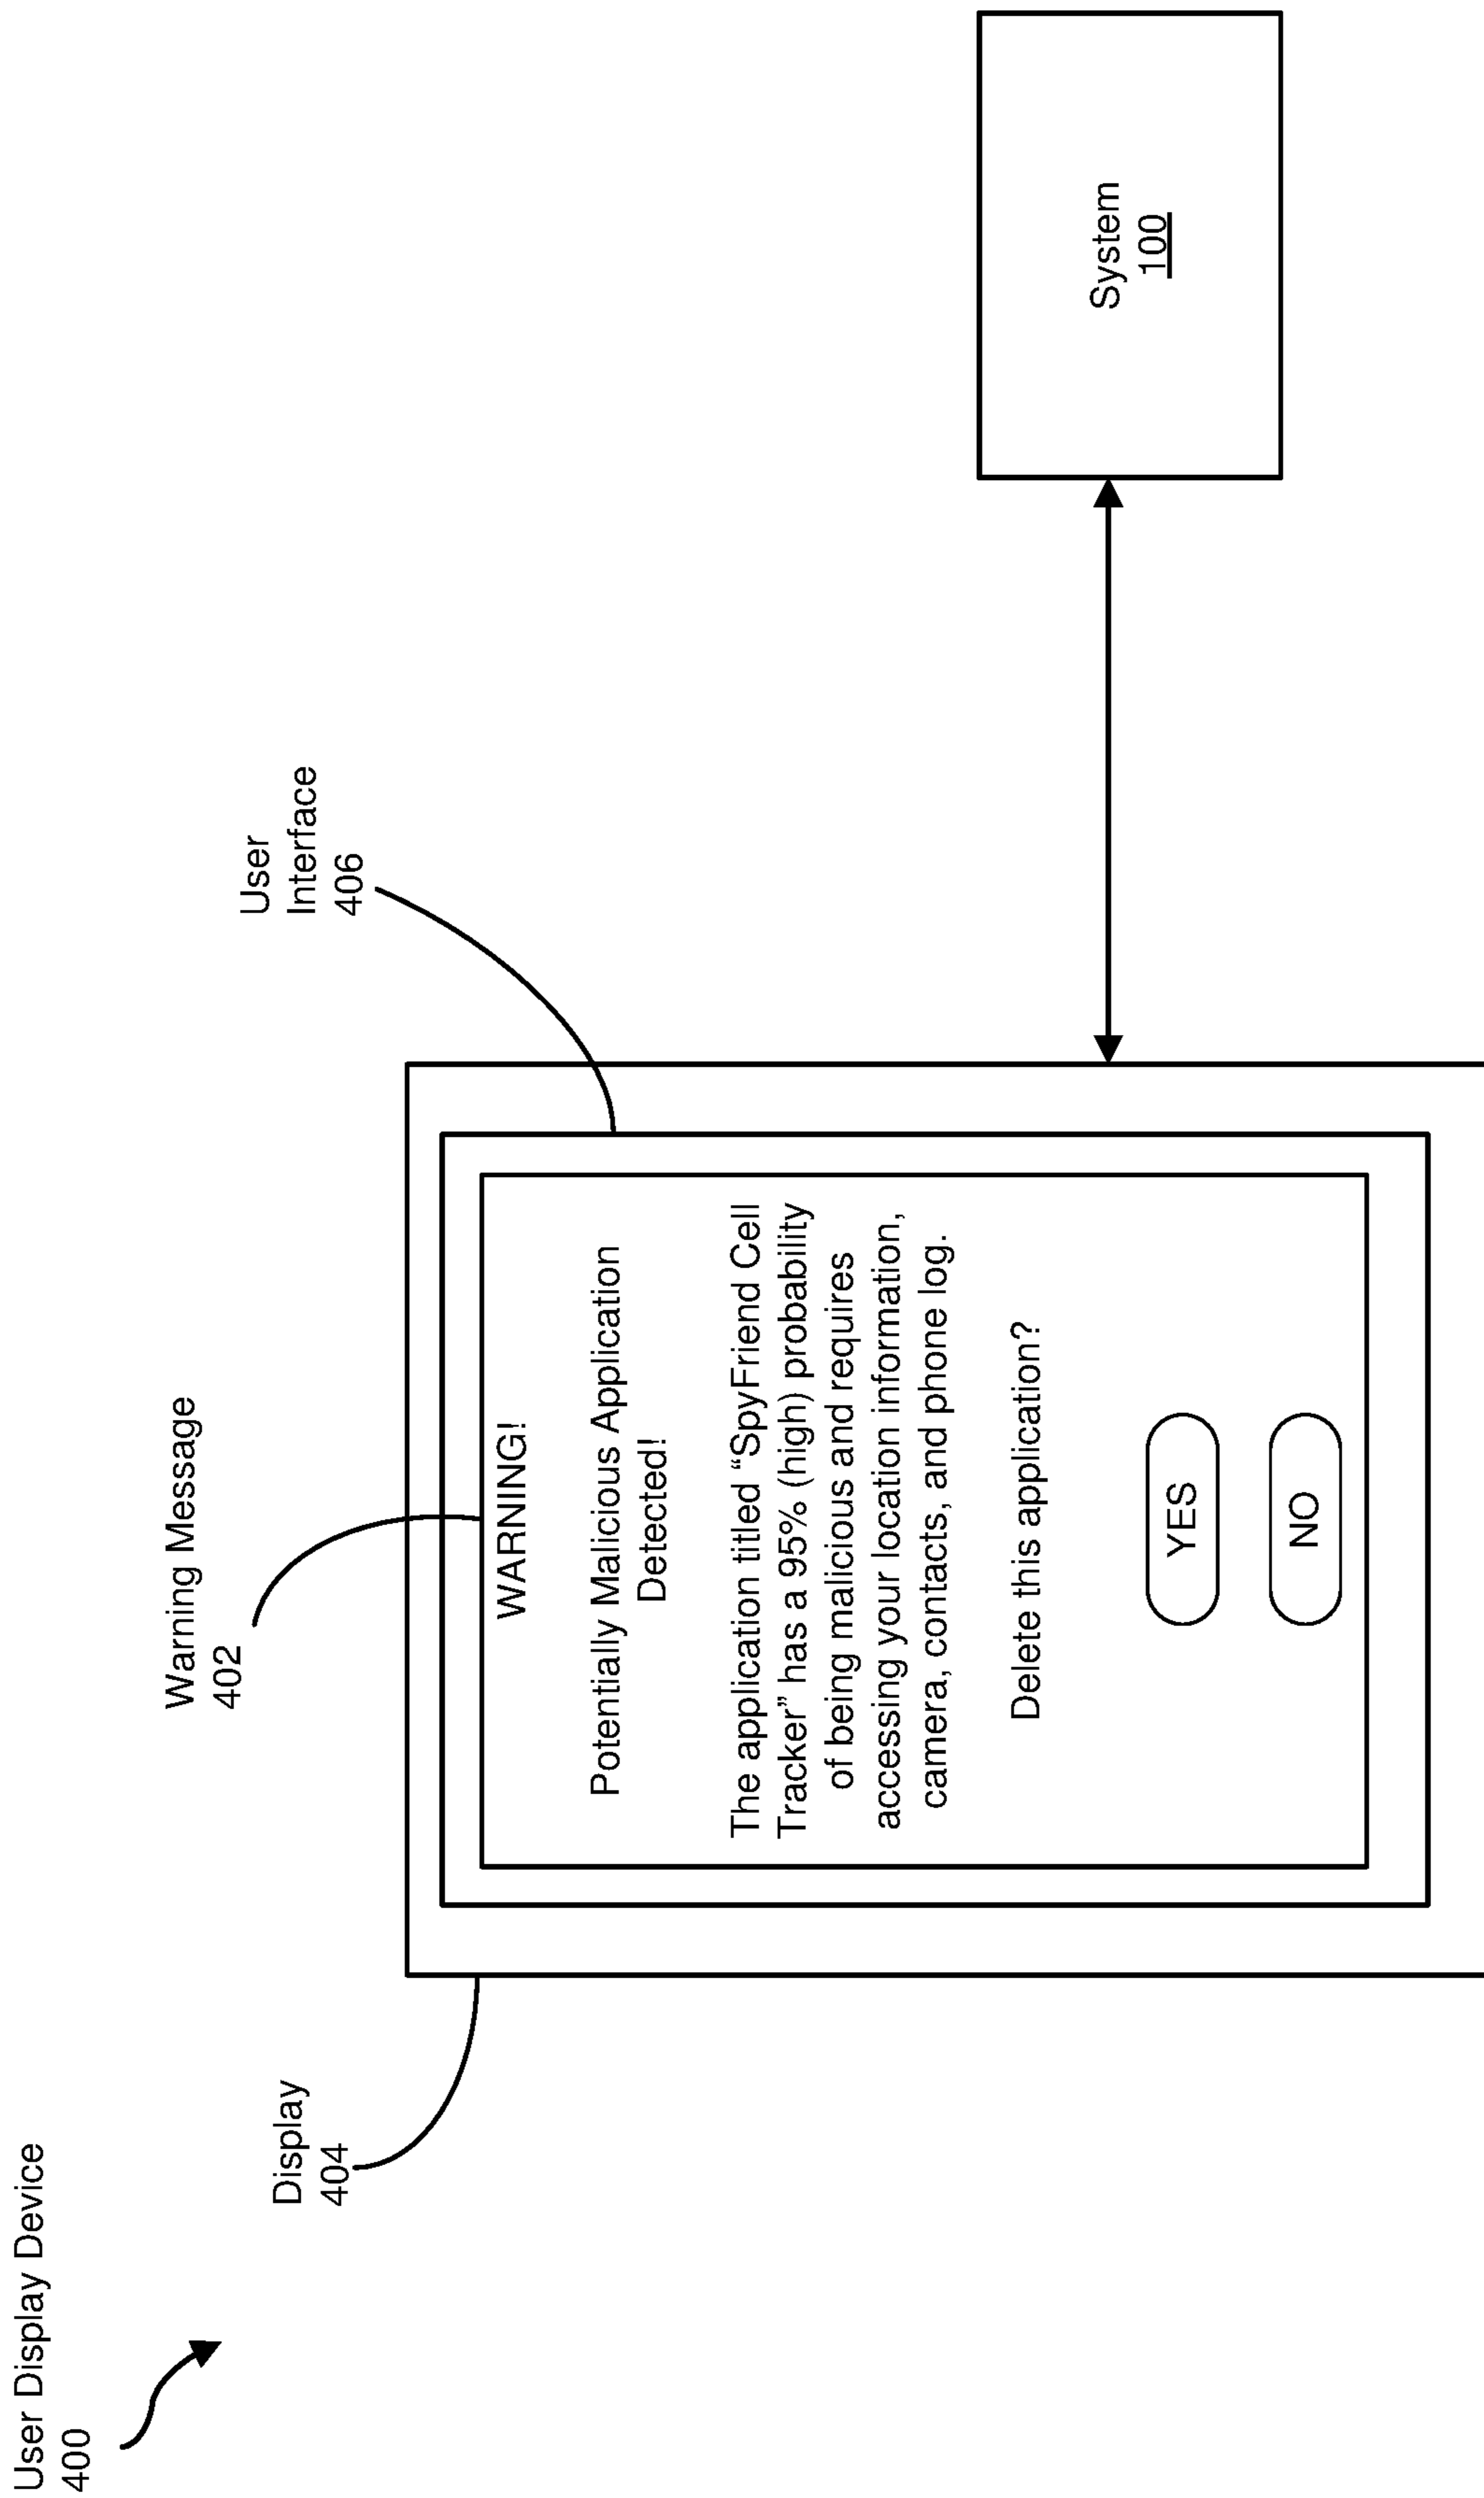 User Display Device
400
Display
404
Warning Message
402
User
Interface
406
WARNING!
Potentially Malicious Application
Detected!
The application titled “SpyFriend Cell
Tracker” has a 95% (high) probability
of being malicious and requires
accessing your location information,
camera, contacts, and phone log.
Delete this application?
YES
NO
System
100